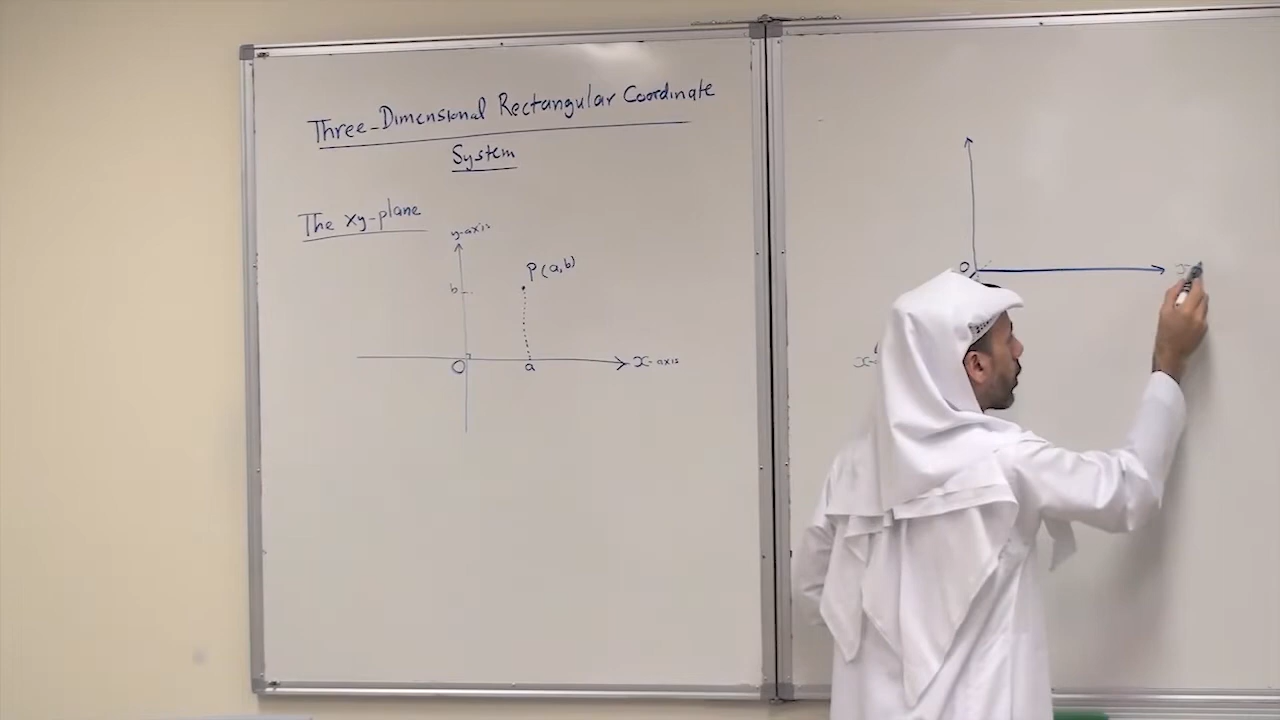 Three-Dimensional Rectangular Coordinate
System
The xy-plane
y-axis
P(a,b)
b
O
a
x-axis
O